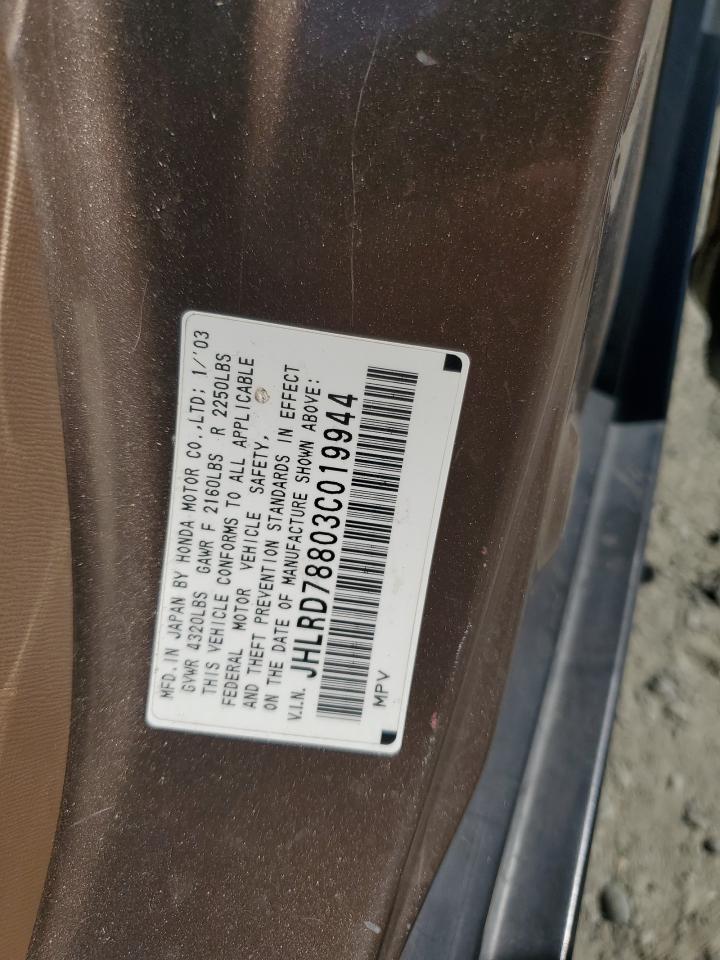 MFD. IN JAPAN BY HONDA MOTOR CO.,LTD; 1/'03
GVWR 4320LBS GAWR F 2160LBS R 2250LBS
THIS VEHICLE CONFORMS TO ALL APPLICABLE
FEDERAL MOTOR VEHICLE SAFETY,
AND THEFT PREVENTION STANDARDS IN EFFECT
ON THE DATE OF MANUFACTURE SHOWN ABOVE:
V.I.N. JHLRD78803C019944
MPV